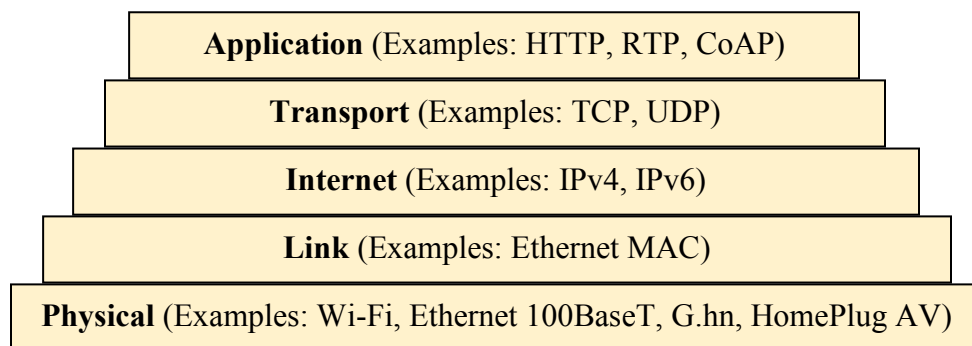 Application (Examples: HTTP, RTP, CoAP)
Transport (Examples: TCP, UDP)
Internet (Examples: IPv4, IPv6)
Link (Examples: Ethernet MAC)
Physical (Examples: Wi-Fi, Ethernet 100BaseT, G.hn, HomePlug AV)